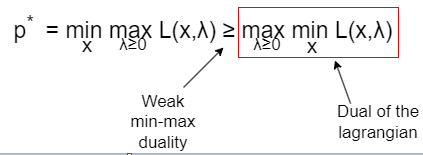 p* = min max L(x,λ) ≥ max min L(x,λ)
x λ≥0 λ≥0 x
Weak
min-max
duality
Dual of the
lagrangian